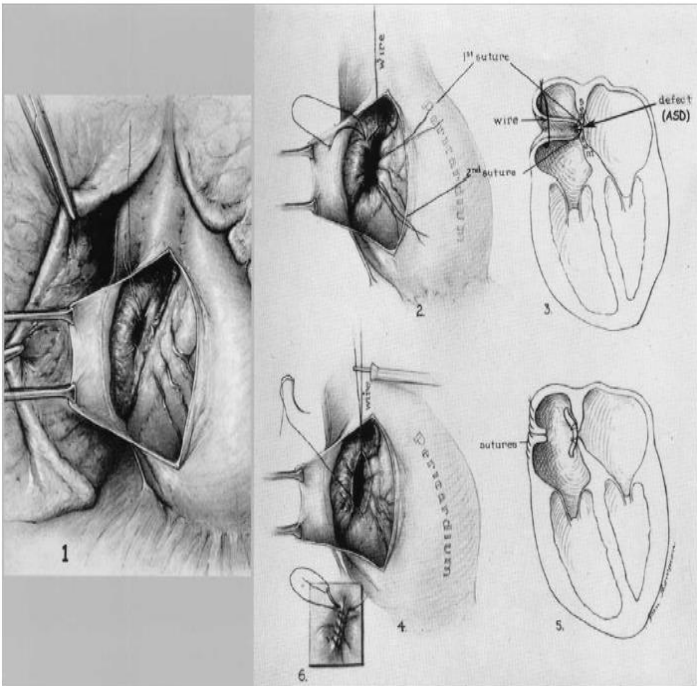 1
wire
1st suture
Pericardium
2nd suture
2.
wire
defect
(ASD)
3.
wire
Pericardium
4.
sutures
5.
6.